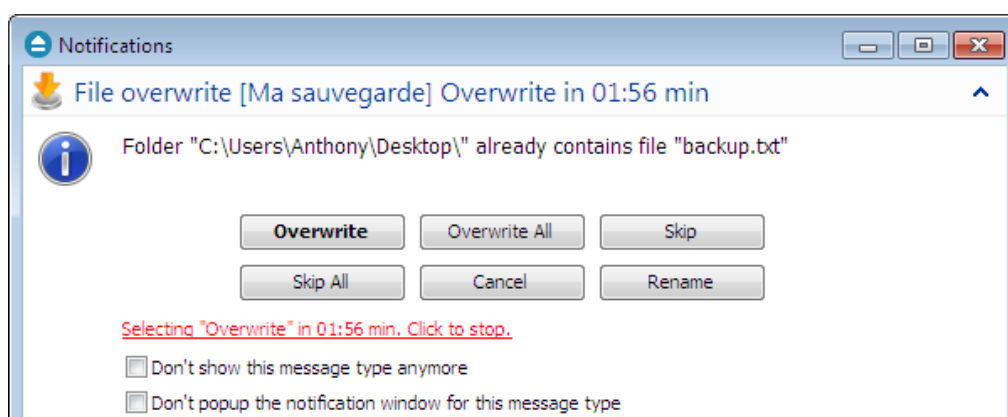 Notifications
File overwrite [Ma sauvegarde] Overwrite in 01:56 min
Folder "C:\Users\Anthony\Desktop\" already contains file "backup.txt"
Overwrite Overwrite All Skip
Skip All Cancel Rename
Selecting "Overwrite" in 01:56 min. Click to stop.
Don't show this message type anymore
Don't popup the notification window for this message type